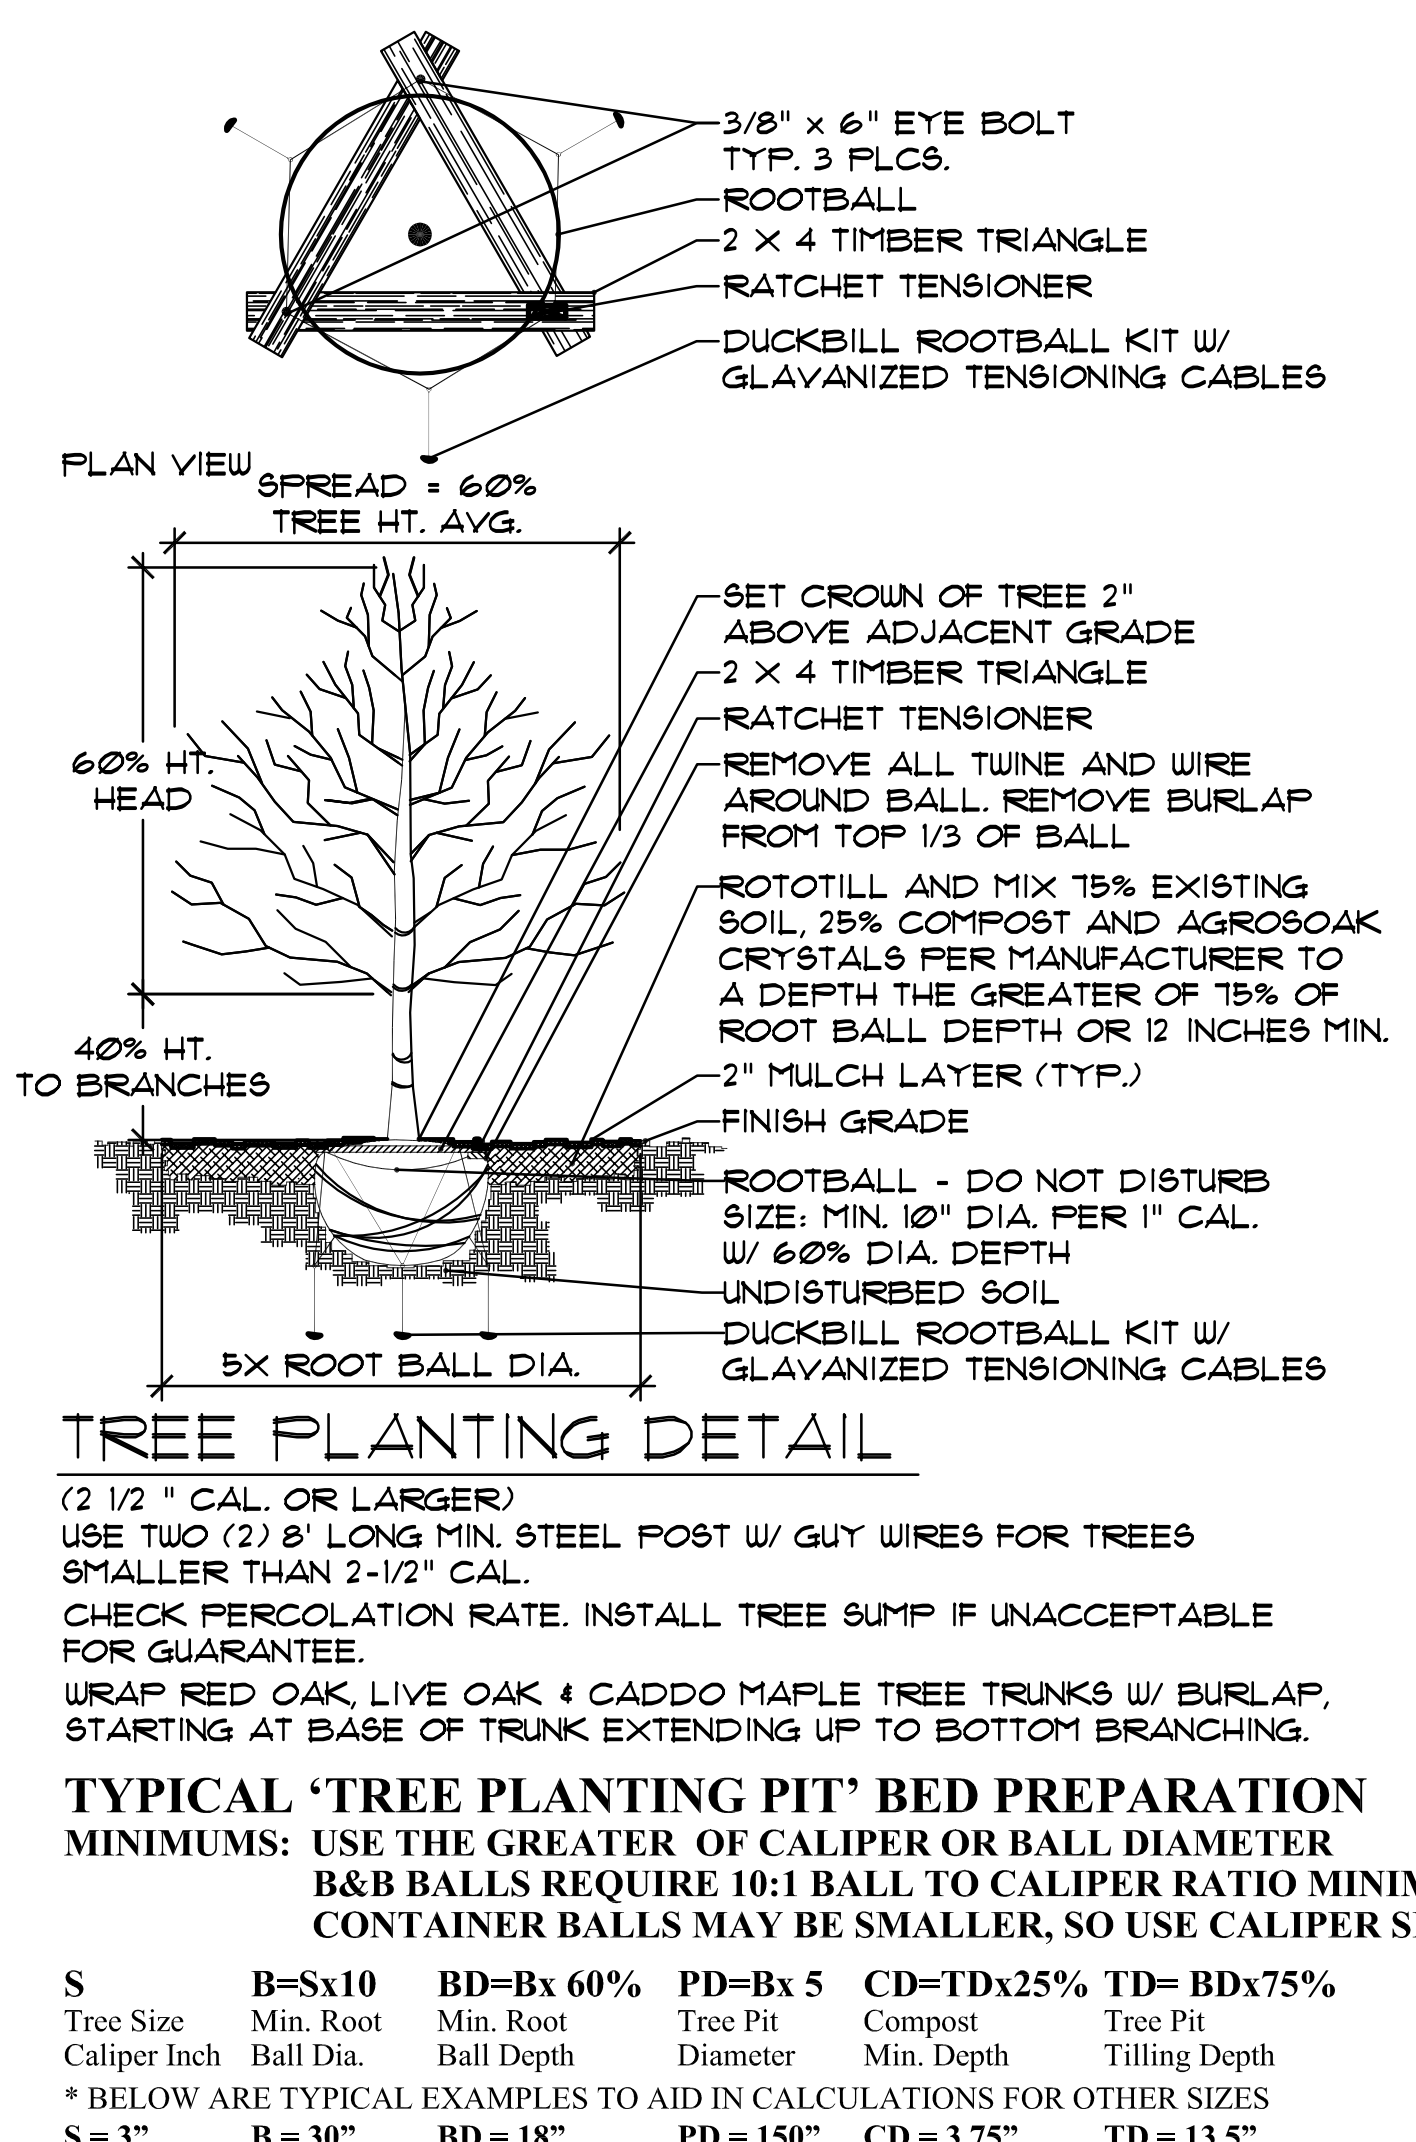 3/8" x 6" EYE BOLT
TYP. 3 PLCS.
ROOTBALL
2 X 4 TIMBER TRIANGLE
RATCHET TENSIONER
DUCKBILL ROOTBALL KIT W/
GLAVANIZED TENSIONING CABLES
PLAN VIEW
SPREAD = 60%
TREE HT. AVG.
60% HT.
HEAD
40% HT.
TO BRANCHES
SET CROWN OF TREE 2"
ABOVE ADJACENT GRADE
2 X 4 TIMBER TRIANGLE
RATCHET TENSIONER
REMOVE ALL TWINE AND WIRE
AROUND BALL. REMOVE BURLAP
FROM TOP 1/3 OF BALL
ROTOTILL AND MIX 75% EXISTING
SOIL, 25% COMPOST AND AGROSOAK
CRYSTALS PER MANUFACTURER TO
A DEPTH THE GREATER OF 75% OF
ROOT BALL DEPTH OR 12 INCHES MIN.
2" MULCH LAYER (TYP.)
FINISH GRADE
ROOTBALL - DO NOT DISTURB
SIZE: MIN. 10" DIA. PER 1" CAL.
W/ 60% DIA. DEPTH
UNDISTURBED SOIL
DUCKBILL ROOTBALL KIT W/
GLAVANIZED TENSIONING CABLES
5X ROOT BALL DIA.
TREE PLANTING DETAIL
(2 1/2 " CAL. OR LARGER)
USE TWO (2) 8' LONG MIN. STEEL POST W/ GUY WIRES FOR TREES
SMALLER THAN 2-1/2" CAL.
CHECK PERCOLATION RATE. INSTALL TREE SUMP IF UNACCEPTABLE
FOR GUARANTEE.
WRAP RED OAK, LIVE OAK & CADDO MAPLE TREE TRUNKS W/ BURLAP,
STARTING AT BASE OF TRUNK EXTENDING UP TO BOTTOM BRANCHING.
TYPICAL ‘TREE PLANTING PIT’ BED PREPARATION
MINIMUMS: USE THE GREATER OF CALIPER OR BALL DIAMETER
B&B BALLS REQUIRE 10:1 BALL TO CALIPER RATIO
CONTAINER BALLS MAY BE SMALLER, SO USE CALIPER
S B=Sx10 BD=Bx 60% PD=Bx 5 CD=TDx25% TD= BDx75%
Tree Size Min. Root Min. Root Tree Pit Compost Tree Pit
Caliper Inch Ball Dia. Ball Depth Diameter Min. Depth Tilling Depth
* BELOW ARE TYPICAL EXAMPLES TO AID IN CALCULATIONS FOR OTHER SIZES
S = 3” B = 30” BD = 18” PD = 150” CD = 3.75” TD = 13.5”